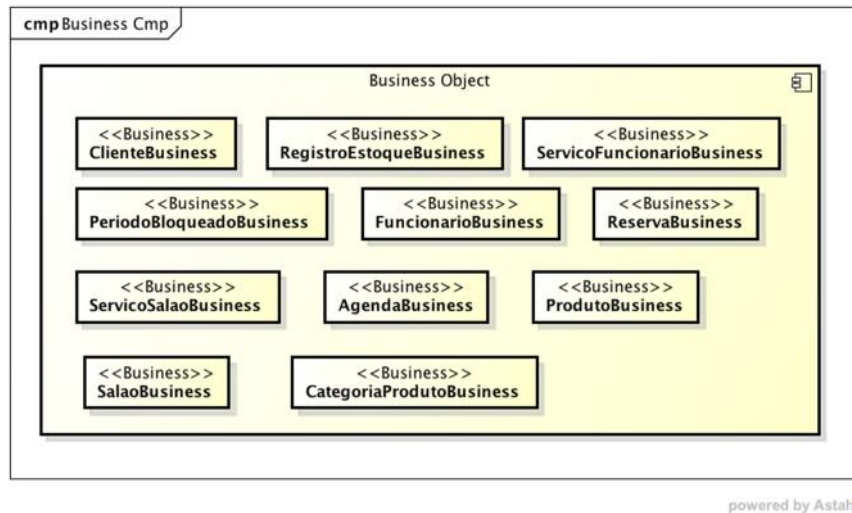 cmp Business Cmp
Business Object
<<Business>>
ClienteBusiness
<<Business>>
RegistroEstoqueBusiness
<<Business>>
ServicoFuncionarioBusiness
<<Business>>
PeriodoBloqueadoBusiness
<<Business>>
FuncionarioBusiness
<<Business>>
ReservaBusiness
<<Business>>
ServicoSalaoBusiness
<<Business>>
AgendaBusiness
<<Business>>
ProdutoBusiness
<<Business>>
SalaoBusiness
<<Business>>
CategoriaProdutoBusiness
powered by Astah